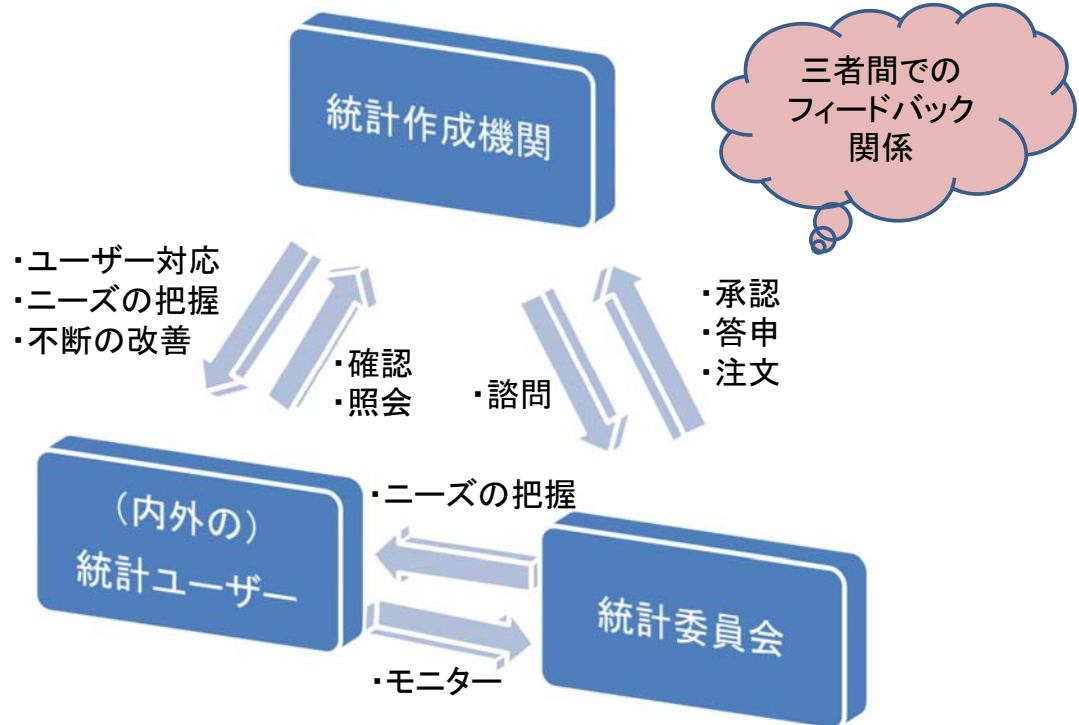 統計作成機関
三者間での
フィードバック
関係
・ユーザー対応
・ニーズの把握
・不断の改善
・確認
・照会
・諮問
・承認
・答申
・注文
（内外の）
統計ユーザー
・ニーズの把握
統計委員会
・モニター